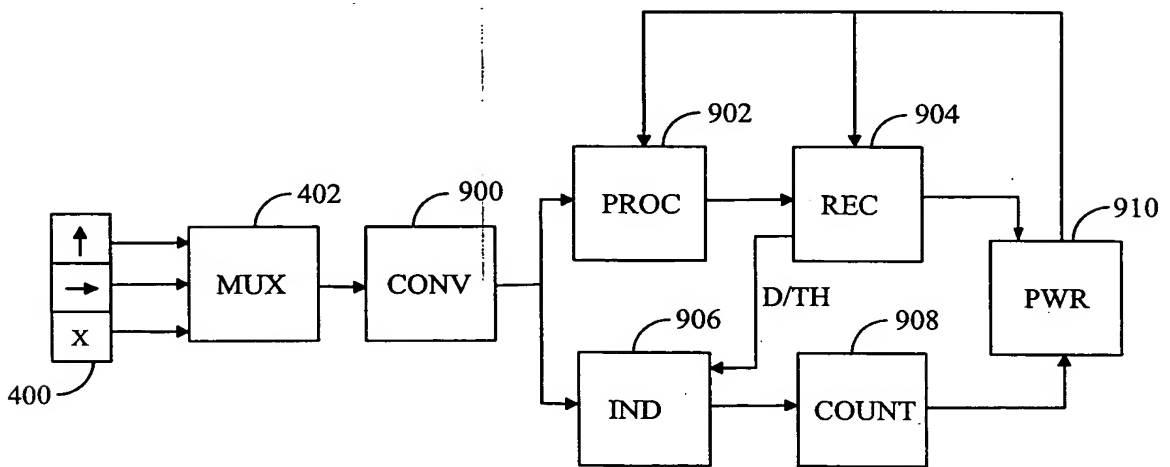 902
904
402
900
910
PROC
REC
MUX
CONV
PWR
D/TH
906
908
X
400
IND
COUNT